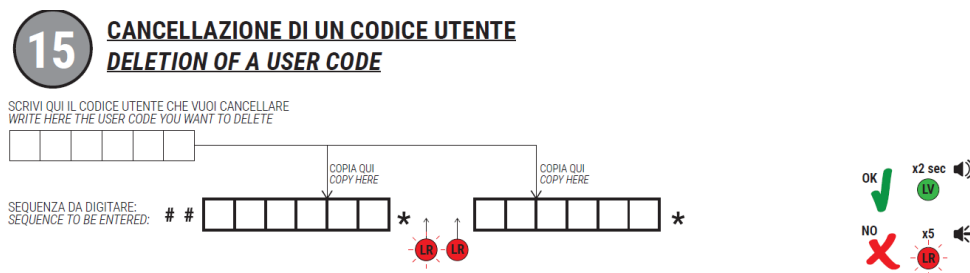 15
CANCELLAZIONE DI UN CODICE UTENTE
DELETION OF A USER CODE
SCRIVI QUI IL CODICE UTENTE CHE VUOI CANCELLARE
WRITE HERE THE USER CODE YOU WANT TO DELETE
COPIA QUI
COPY HERE
COPIA QUI
COPY HERE
SEQUENZA DA DIGITARE:
SEQUENCE TO BE ENTERED:
# # * *
LR LR
OK x2 sec
LV
NO x5
LR